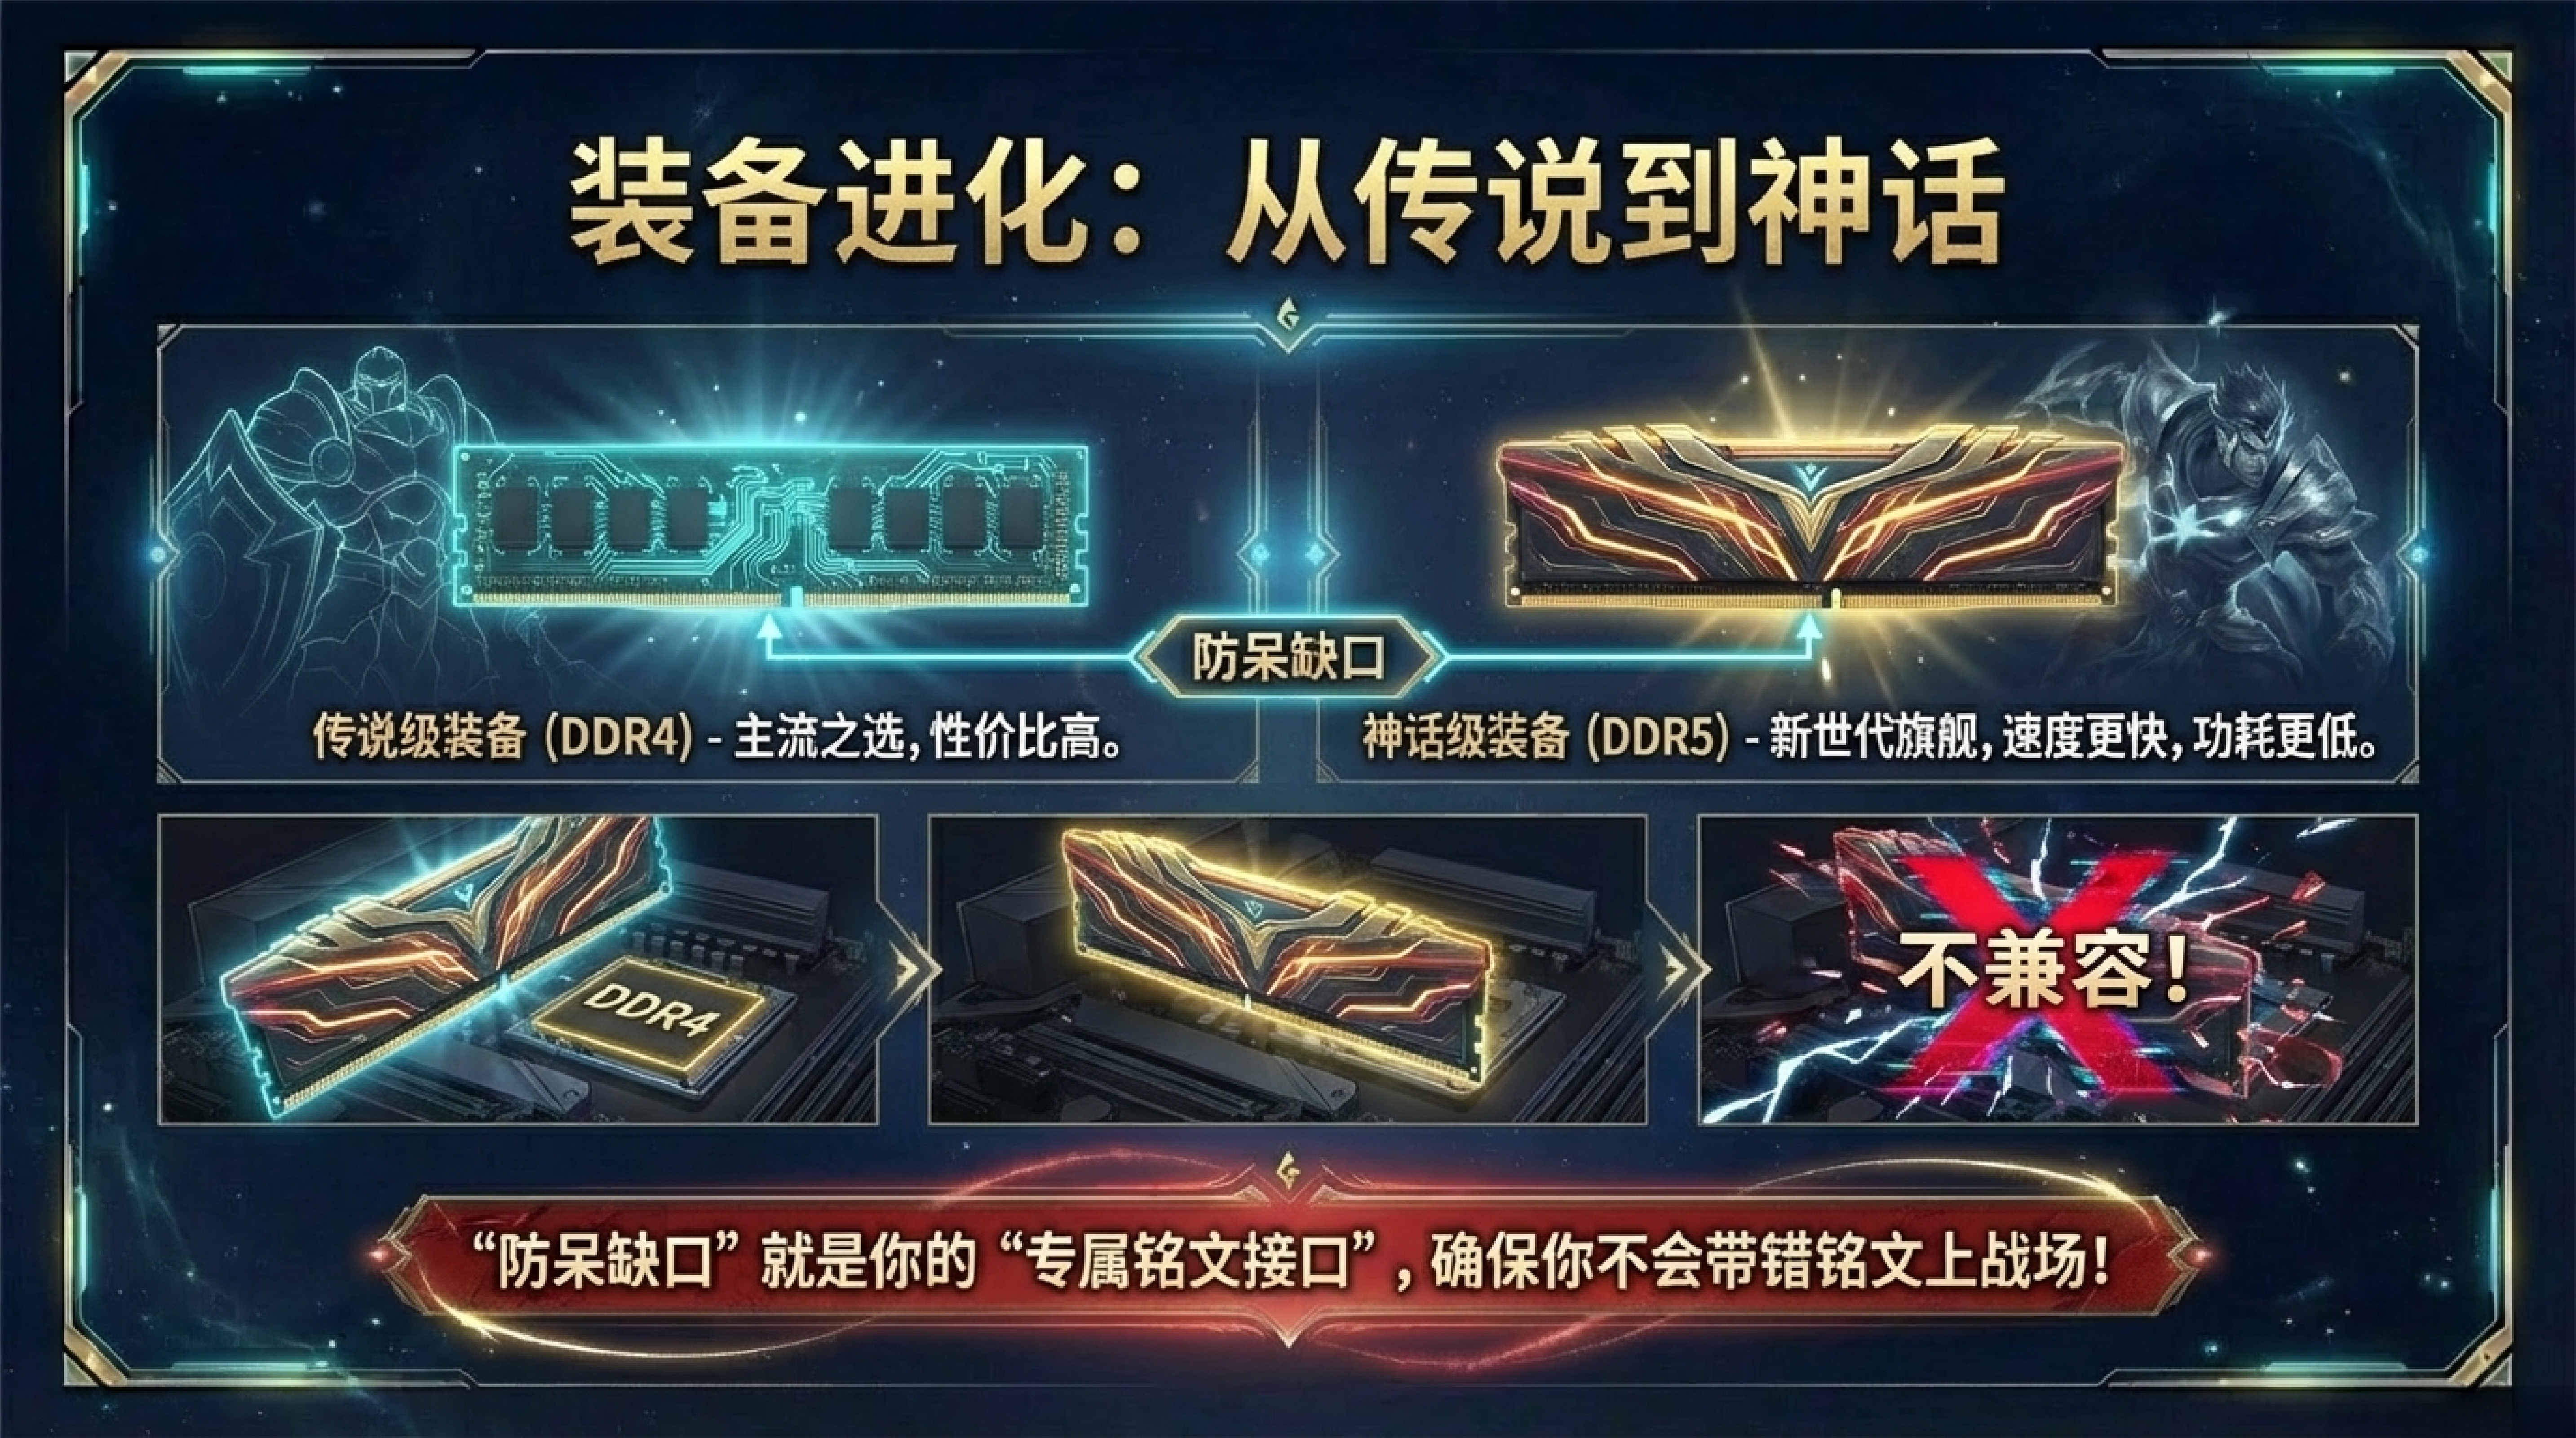 装备进化：从传说到神话
防呆缺口
传说级装备 (DDR4) - 主流之选，性价比高。
神话级装备 (DDR5) - 新世代旗舰，速度更快，功耗更低。
DDR4
不兼容！
“防呆缺口”就是你的“专属铭文接口”，确保你不会带错铭文上战场！